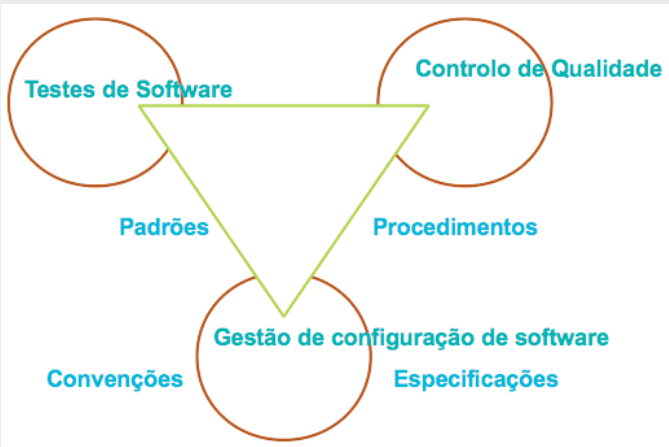 Controlo de Qualidade
Testes de Software
Padrões
Procedimentos
Gestão de configuração de software
Convenções
Especificações